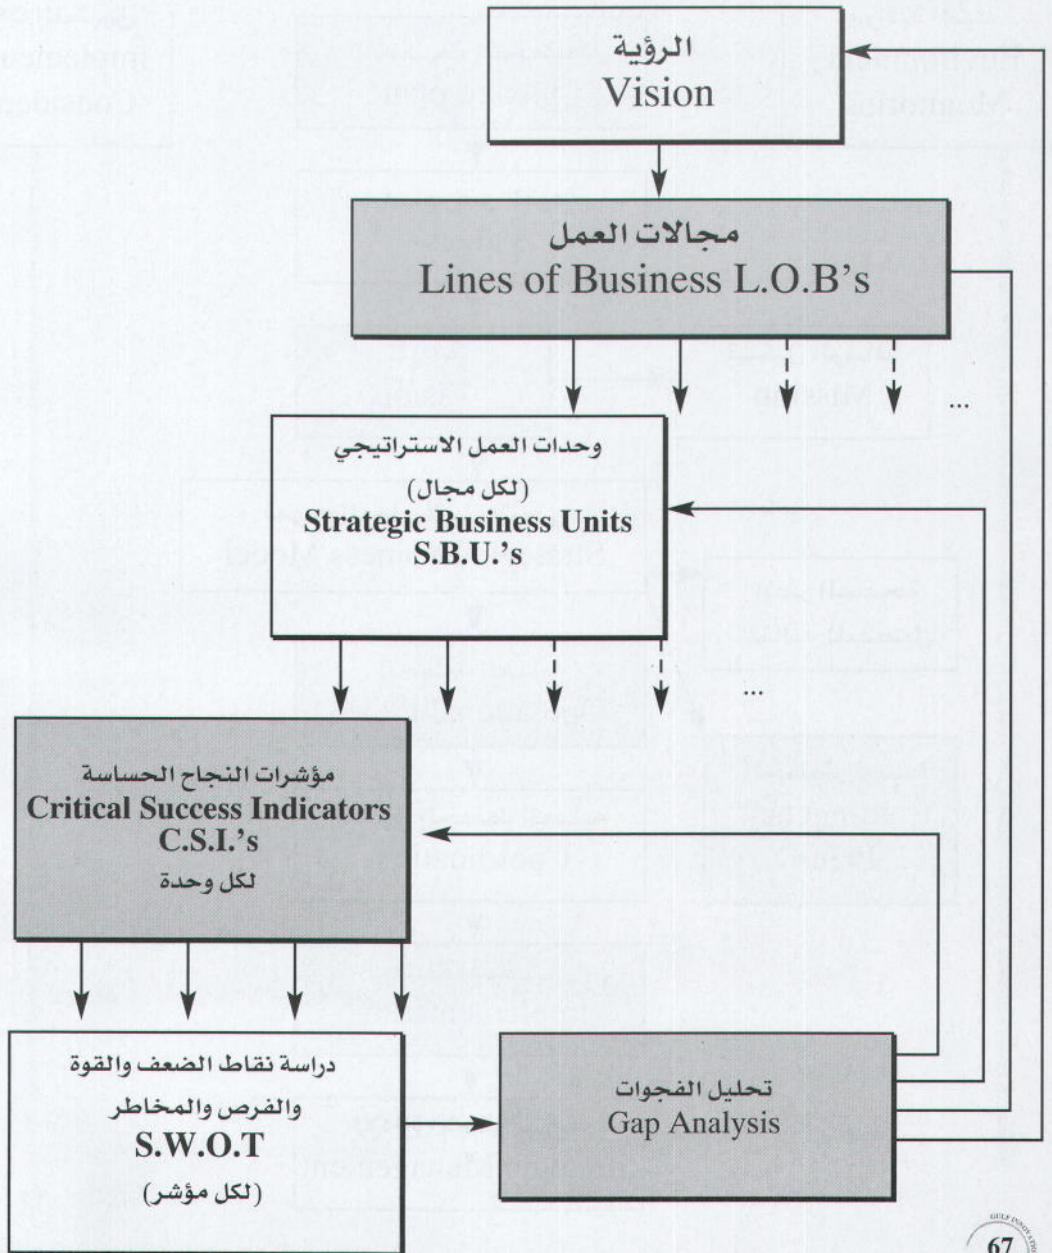 الرؤية
Vision
مجالات العمل
Lines of Business L.O.B's
...
وحدات العمل الاستراتيجي
(لكل مجال)
Strategic Business Units
S.B.U.'s
...
مؤشرات النجاح الحساسة
Critical Success Indicators
C.S.I.'s
لكل وحدة
دراسة نقاط الضعف والقوة
والفرص والمخاطر
S.W.O.T
(لكل مؤشر)
تحليل الفجوات
Gap Analysis
67